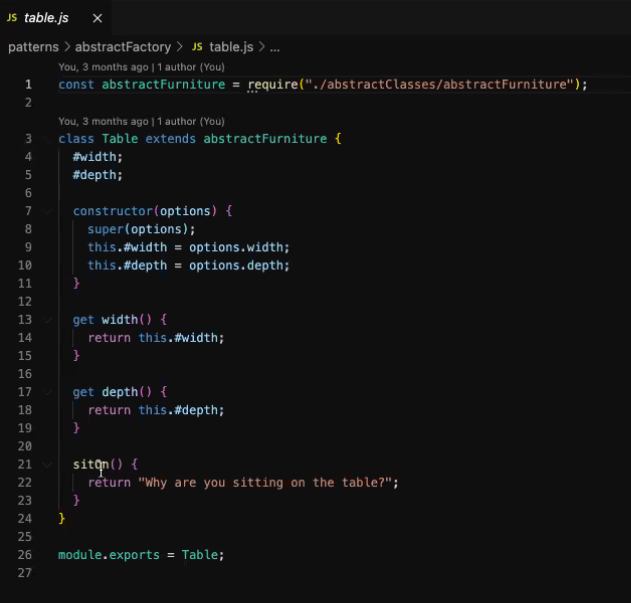 JS table.js ×
patterns > abstractFactory > JS table.js > ...
You, 3 months ago | 1 author (You)
1 const abstractFurniture = require("./abstractClasses/abstractFurniture");
2
You, 3 months ago | 1 author (You)
3 class Table extends abstractFurniture {
4 #width;
5 #depth;
6
7 constructor(options) {
8 super(options);
9 this.#width = options.width;
10 this.#depth = options.depth;
11 }
12
13 get width() {
14 return this.#width;
15 }
16
17 get depth() {
18 return this.#depth;
19 }
20
21 sitOn() {
22 return "Why are you sitting on the table?";
23 }
24 }
25
26 module.exports = Table;
27